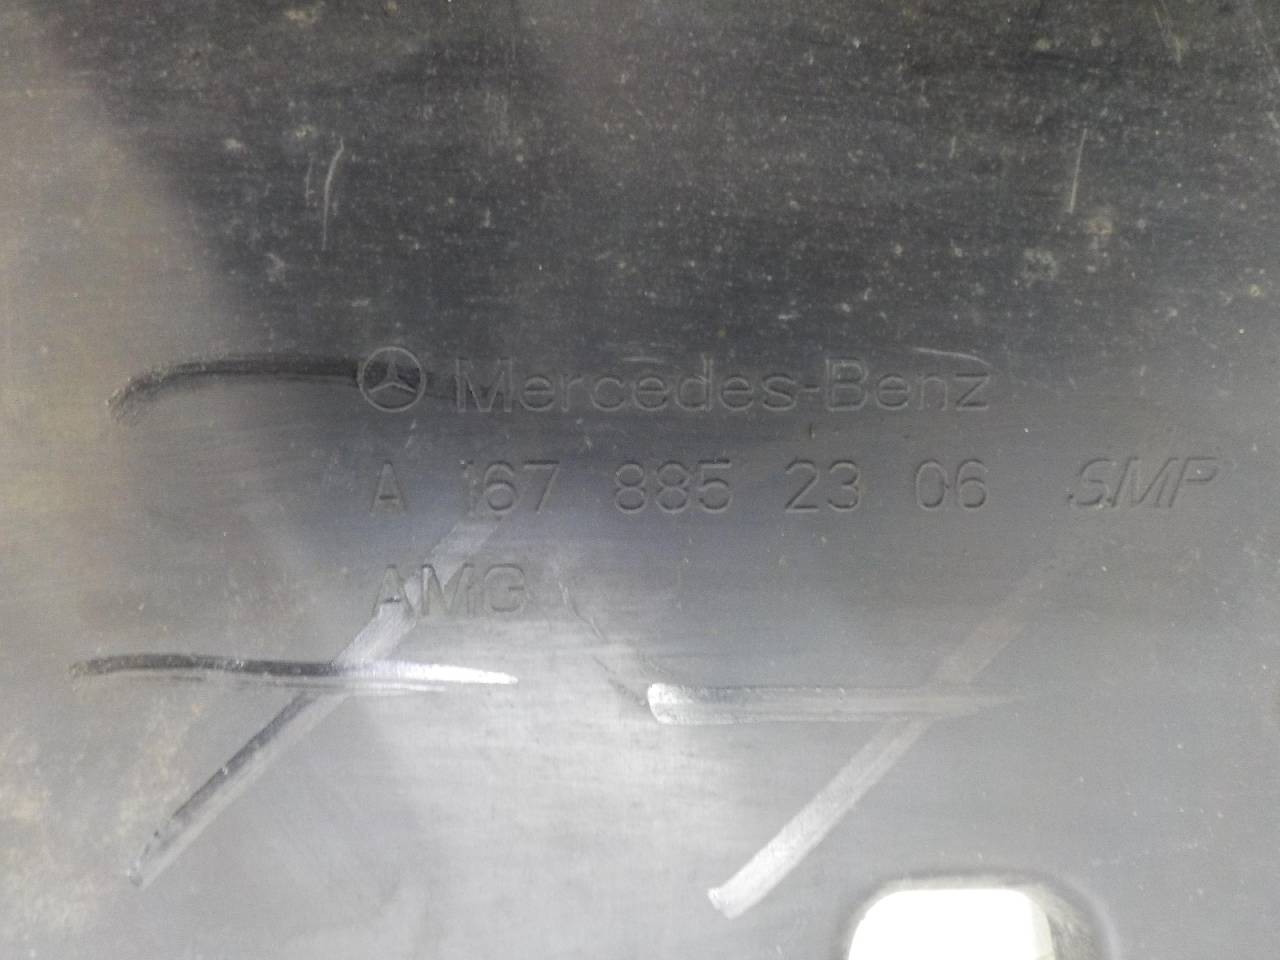 Mercedes-Benz
A 167 885 23 06 SMP
AMG